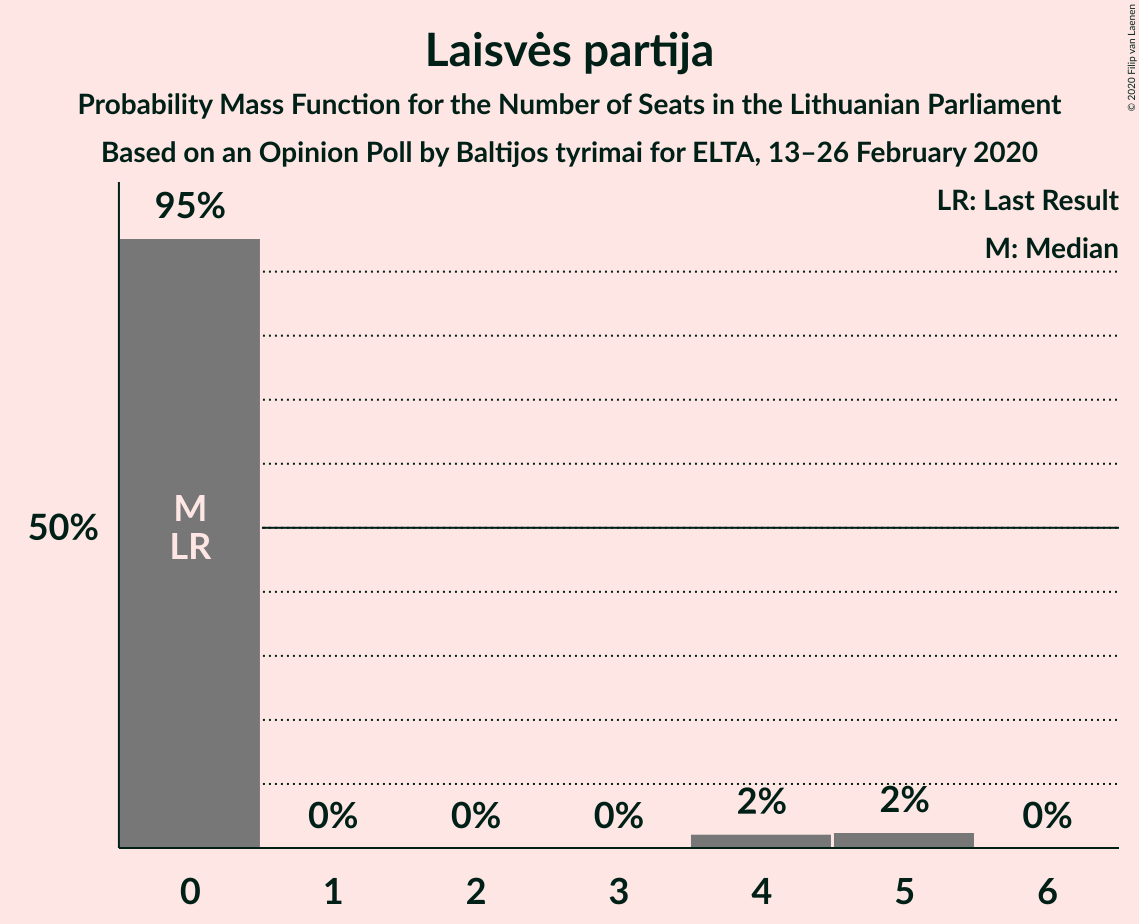 Laisvės partija
Probability Mass Function for the Number of Seats in the Lithuanian Parliament
Based on an Opinion Poll by Baltijos tyrimai for ELTA, 13–26 February 2020
© 2020 Filip van Laenen
LR: Last Result
M: Median
95%
50%
M
LR
0%
0%
0%
2%
2%
0%
0
1
2
3
4
5
6